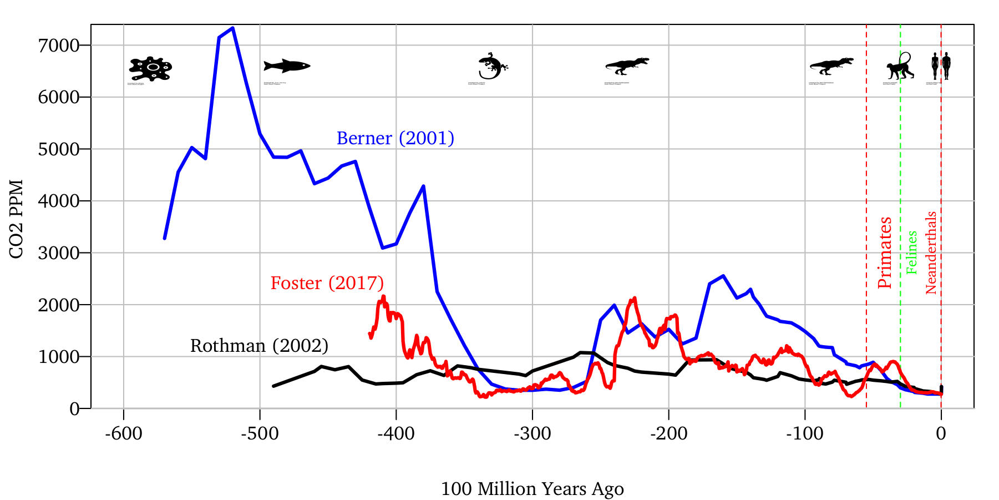 7000
6000
5000
4000
3000
2000
1000
0
CO2 PPM
Berner (2001)
Foster (2017)
Rothman (2002)
Primates
Felines
Neanderthals
-600 -500 -400 -300 -200 -100 0
100 Million Years Ago